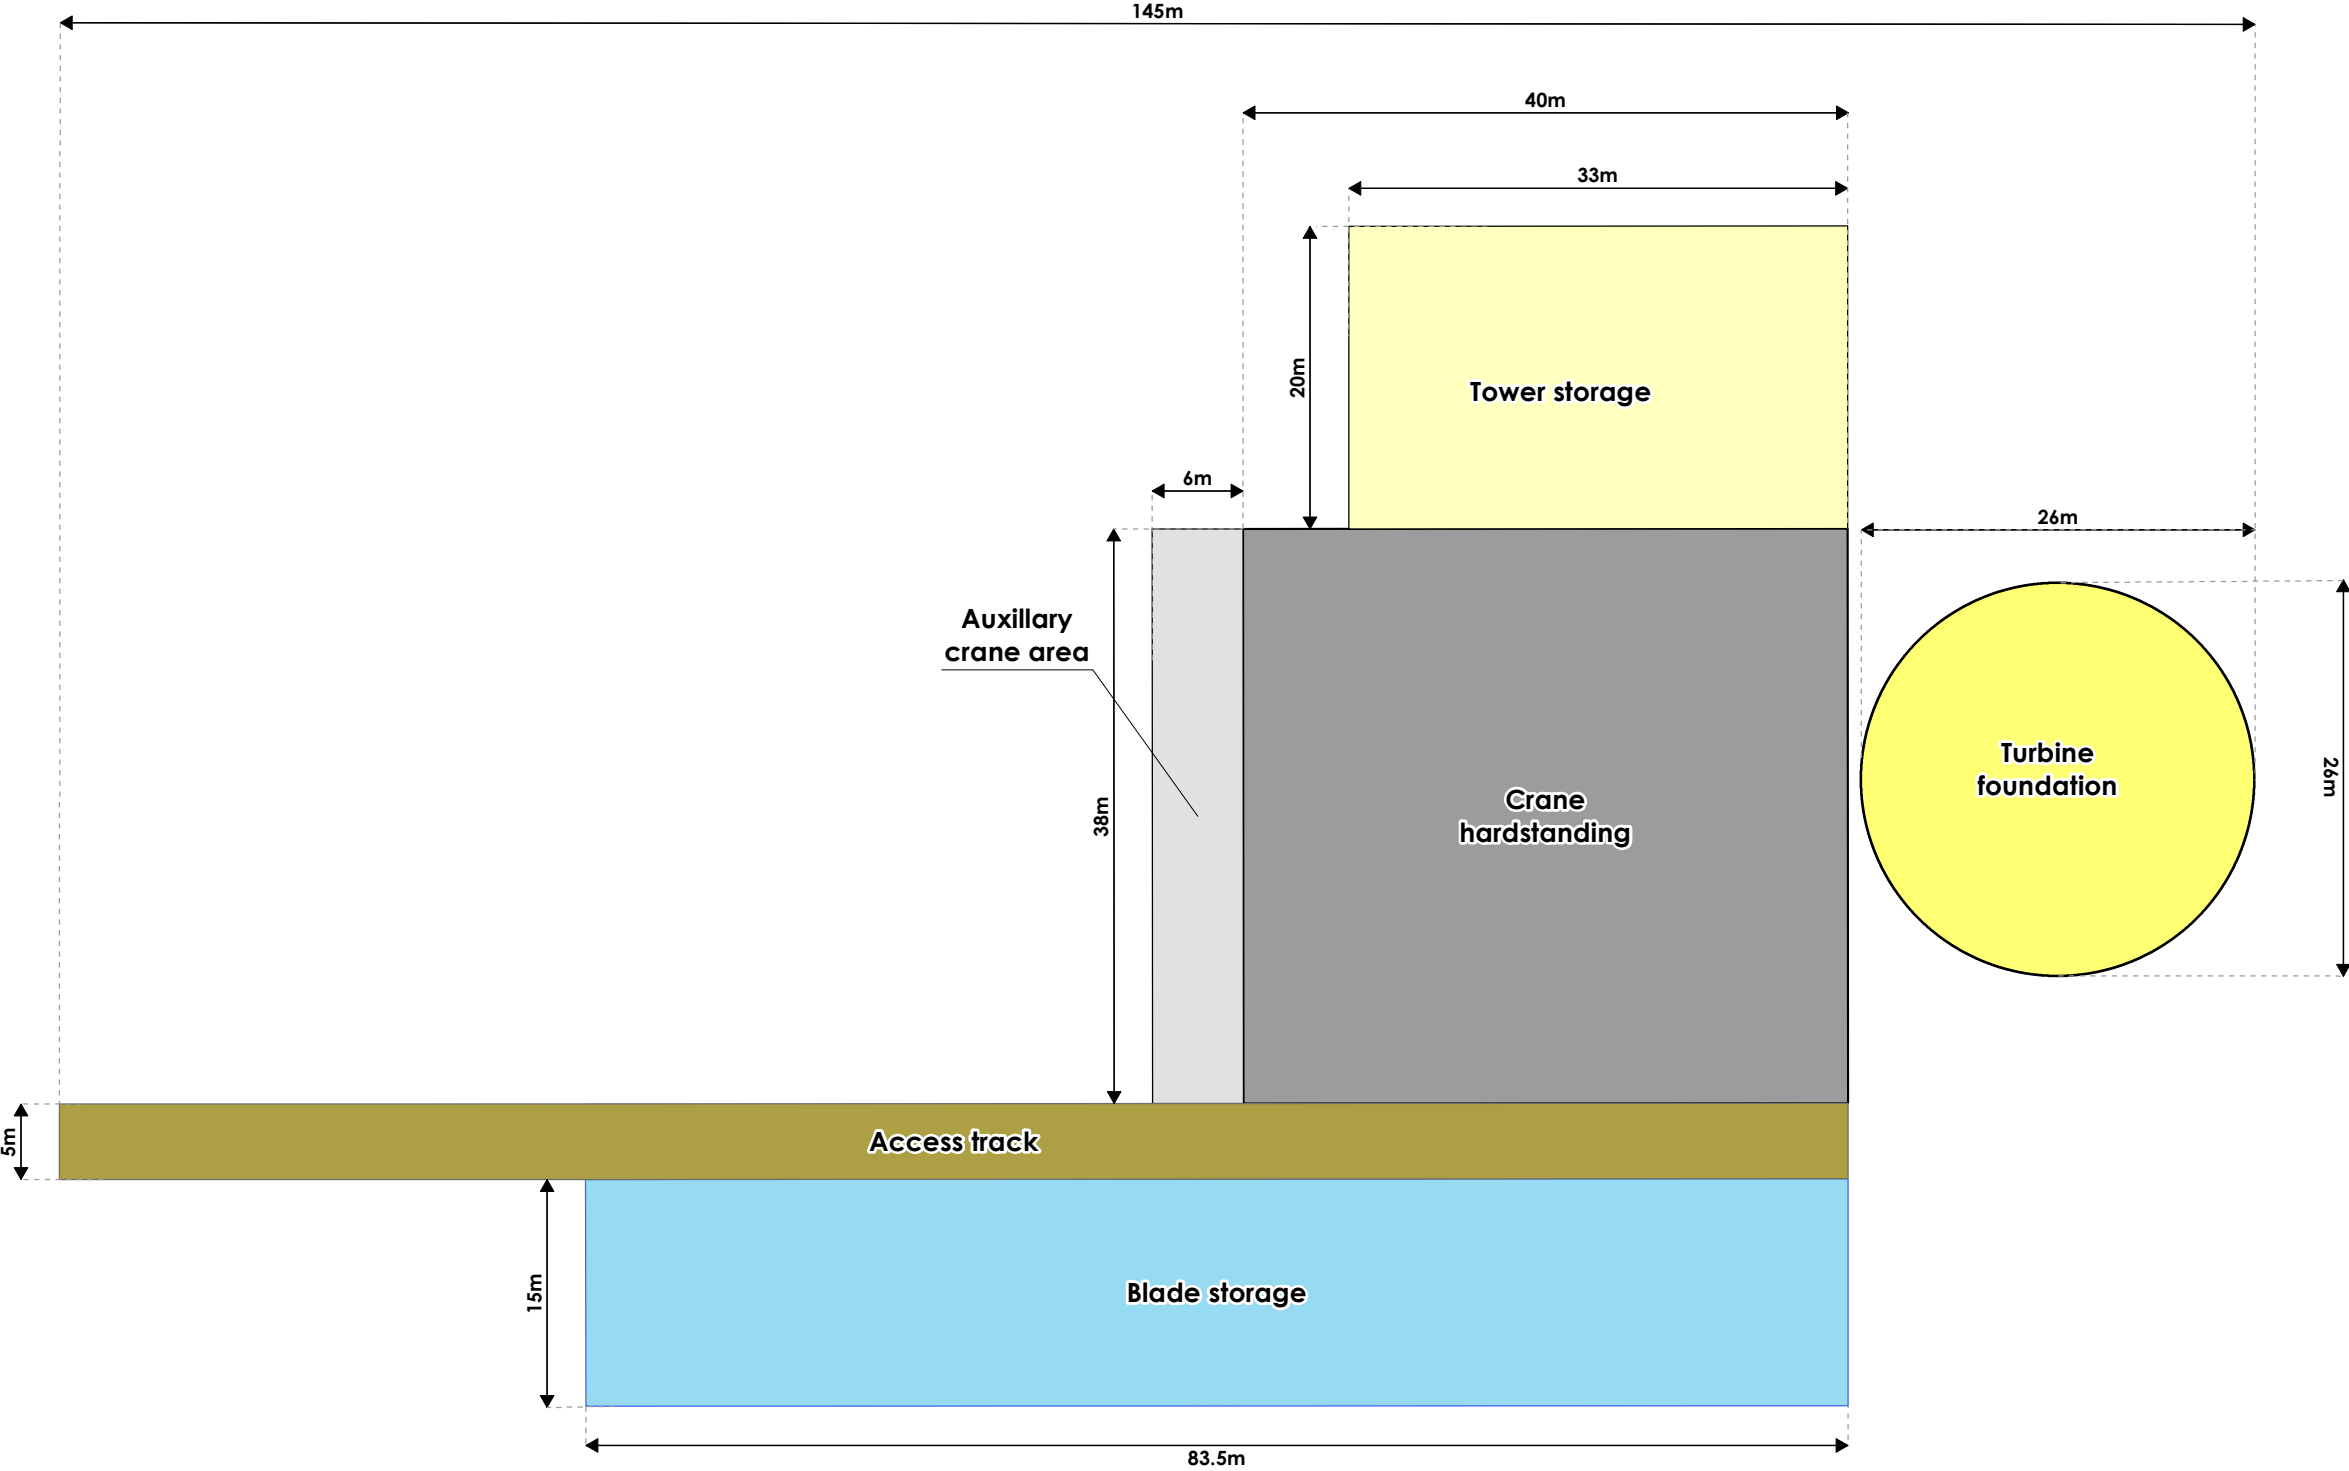 145m
40m
33m
20m
Tower storage
6m
26m
Auxillary
crane area
38m
Crane
hardstanding
Turbine
foundation
26m
5m
Access track
15m
Blade storage
83.5m